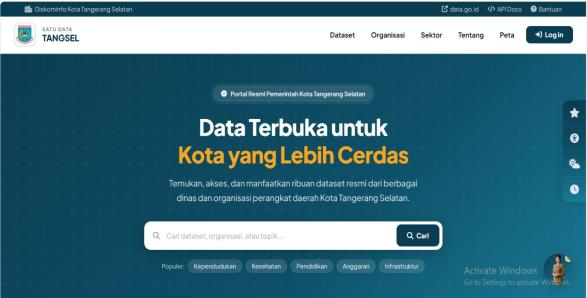 Diskominfo Kota Tangerang Selatan
data.go.id API Docs Bantuan
SATU DATA
TANGSEL
Dataset Organisasi Sektor Tentang Peta Login
Portal Resmi Pemerintah Kota Tangerang Selatan
Data Terbuka untuk
Kota yang Lebih Cerdas
Temukan, akses, dan manfaatkan ribuan dataset resmi dari berbagai
dinas dan organisasi perangkat daerah Kota Tangerang Selatan.
Cari dataset, organisasi, atau topik... Cari
Populer: Kependudukan Kesehatan Pendidikan Anggaran Infrastruktur
Activate Windows
Go to Settings to activate Windows.